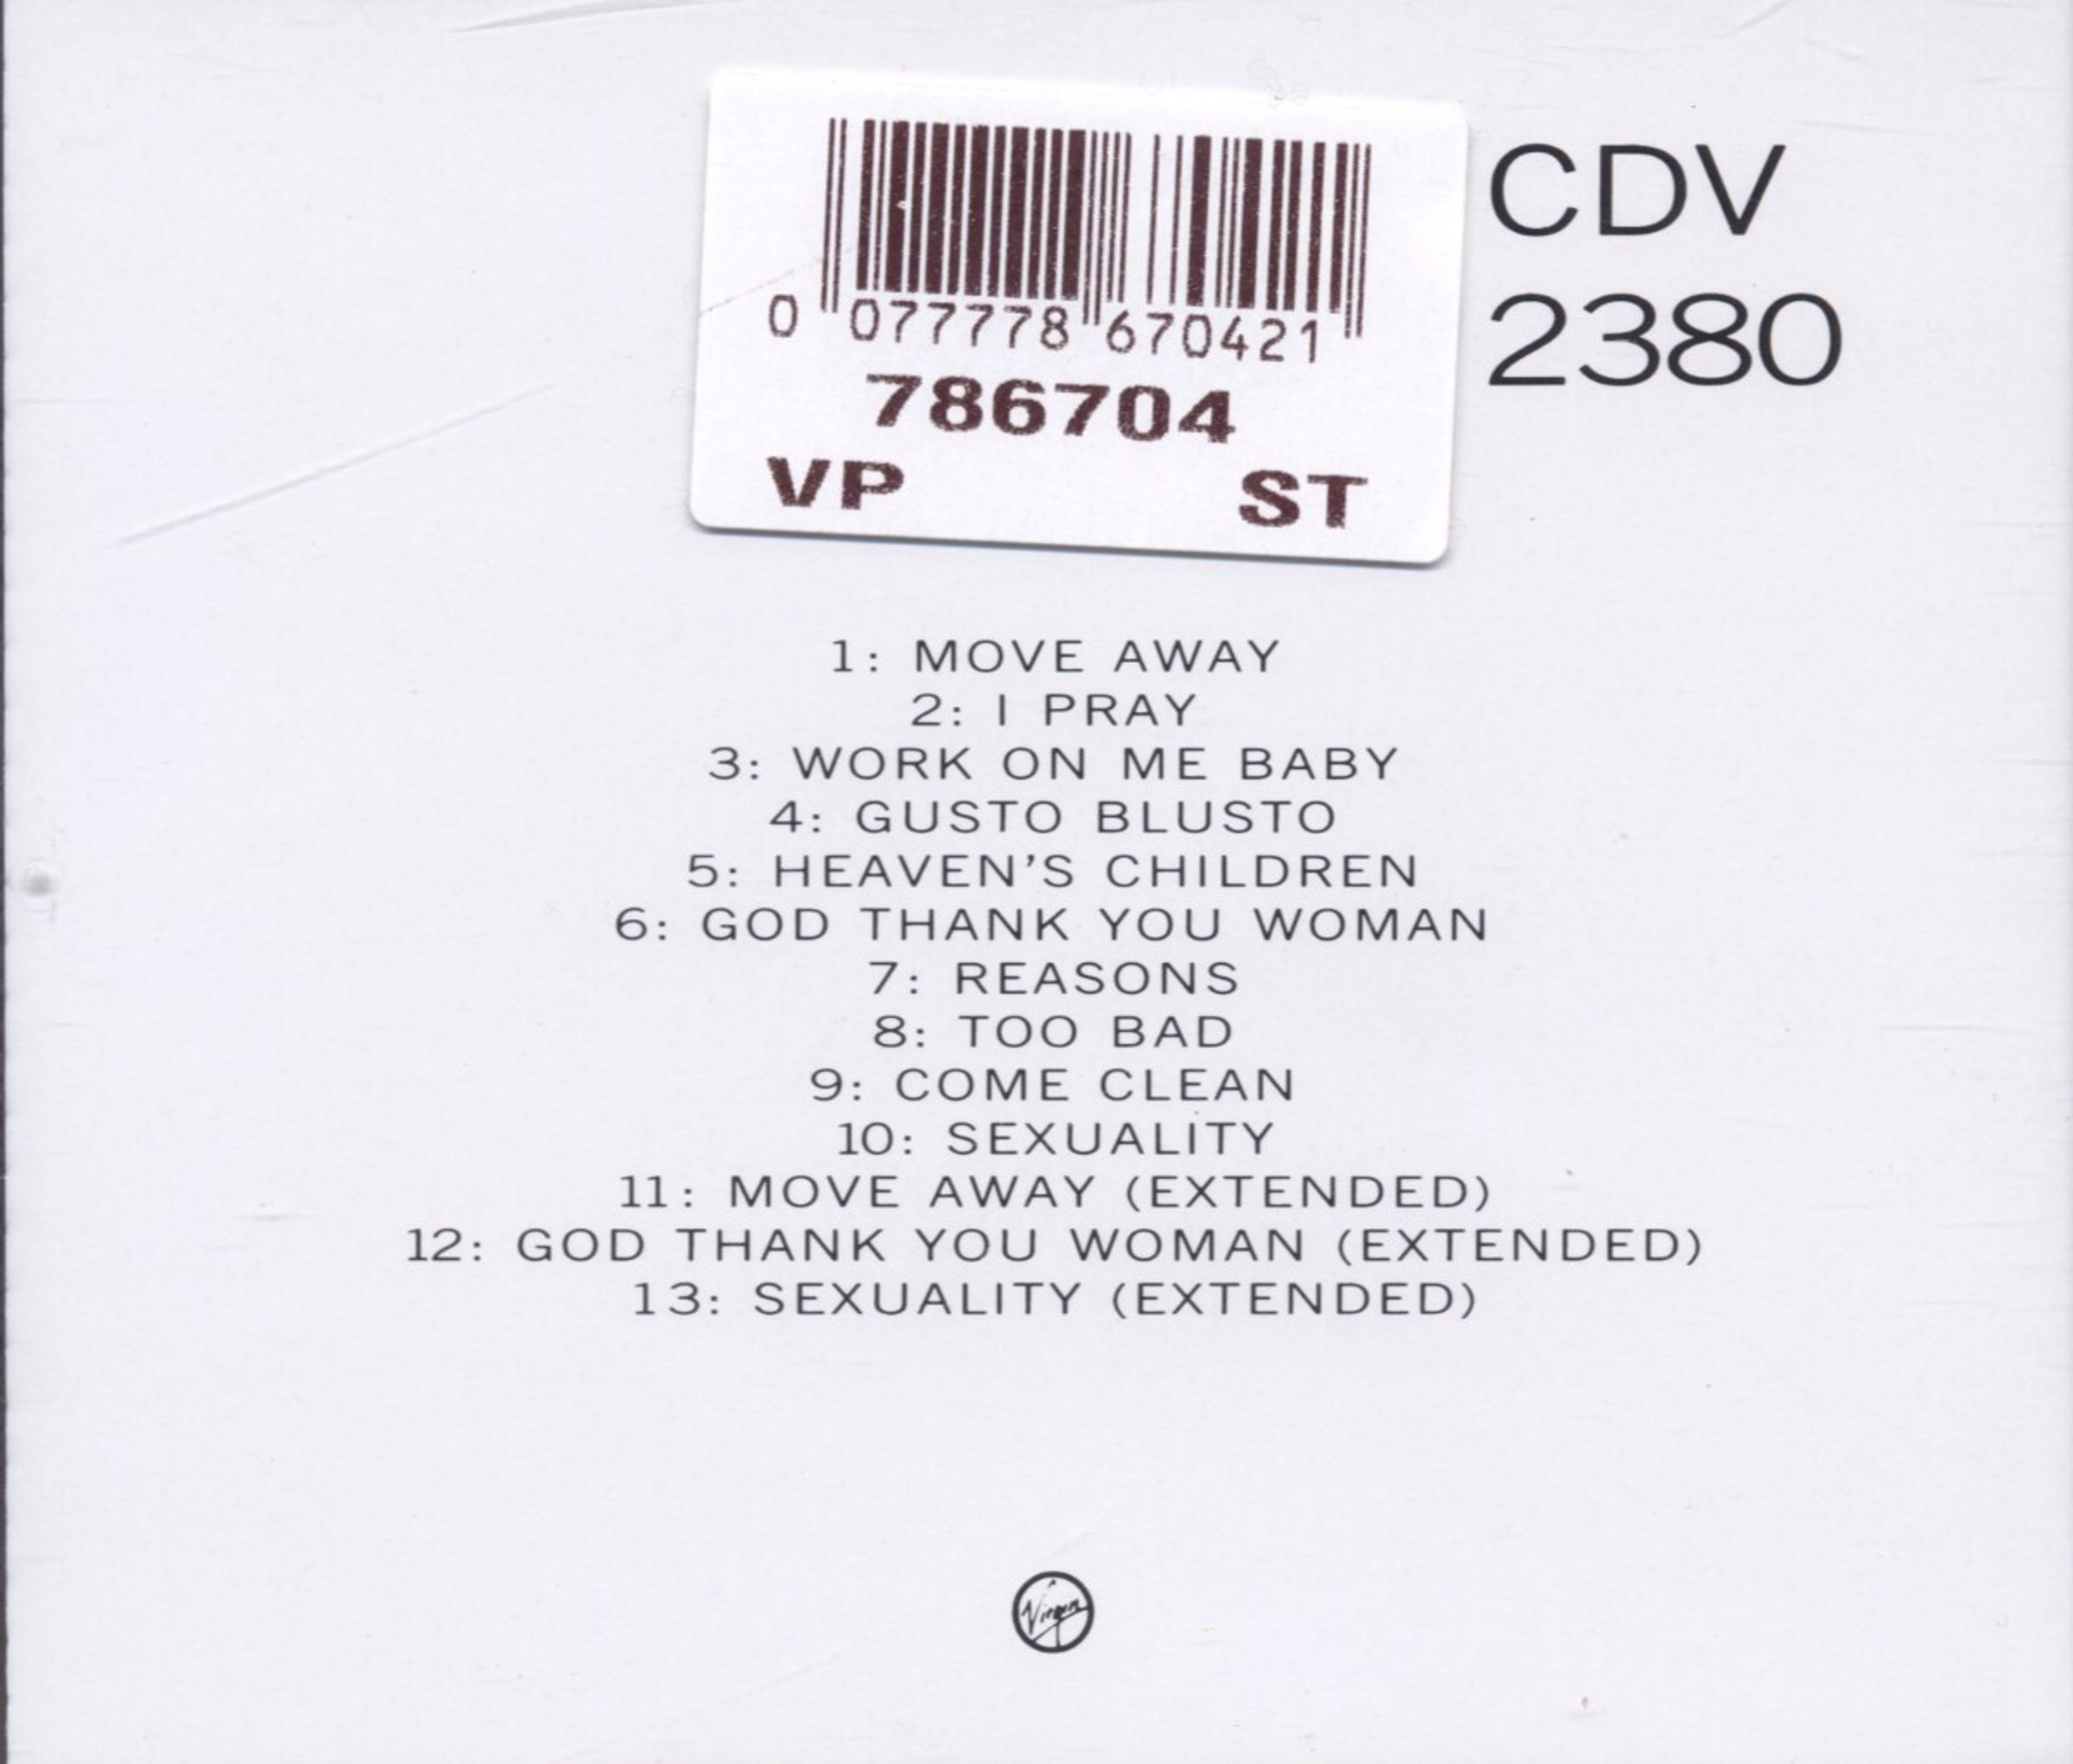 CDV
2380
0 077778 670421
786704
VP ST
1: MOVE AWAY
2: I PRAY
3: WORK ON ME BABY
4: GUSTO BLUSTO
5: HEAVEN'S CHILDREN
6: GOD THANK YOU WOMAN
7: REASONS
8: TOO BAD
9: COME CLEAN
10: SEXUALITY
11: MOVE AWAY (EXTENDED)
12: GOD THANK YOU WOMAN (EXTENDED)
13: SEXUALITY (EXTENDED)
Virgin